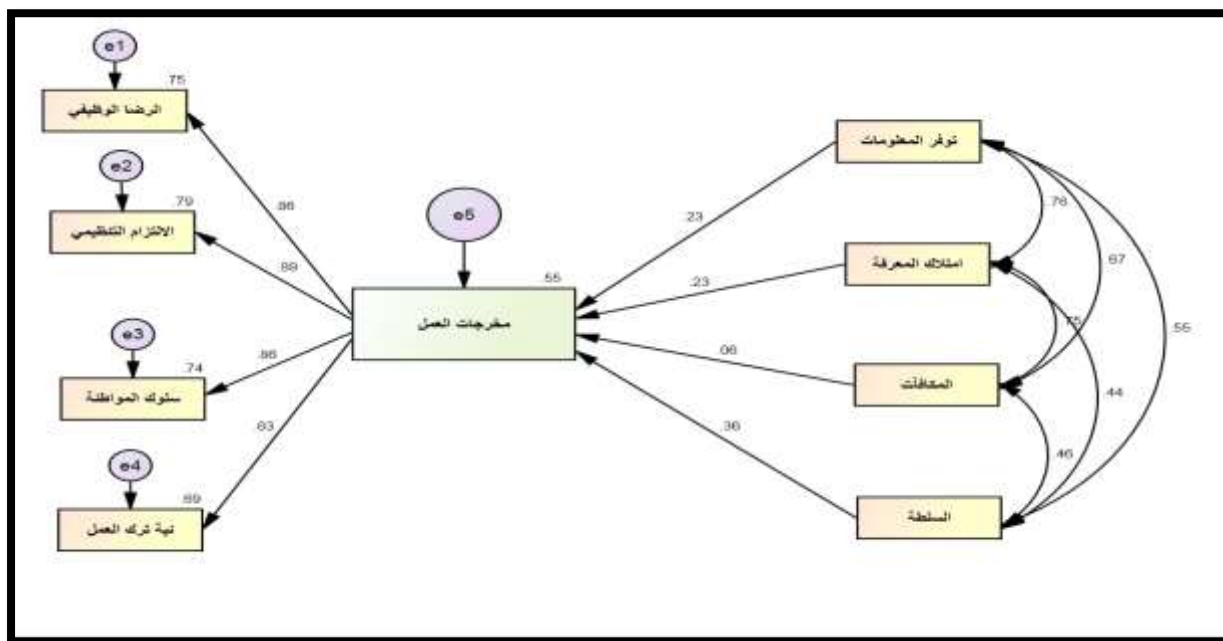 e1
.75
الرضا الوظيفي
e2
.79
الالتزام التنظيمي
e3
.74
سلوك المواطنة
e4
.69
نية ترك العمل
.86
.89
.86
.83
e5
.55
مخرجات العمل
.23
.23
.06
.36
توفر المعلومات
امتلاك المعرفة
المكافآت
السلطة
.76
.67
.75
.55
.44
.46